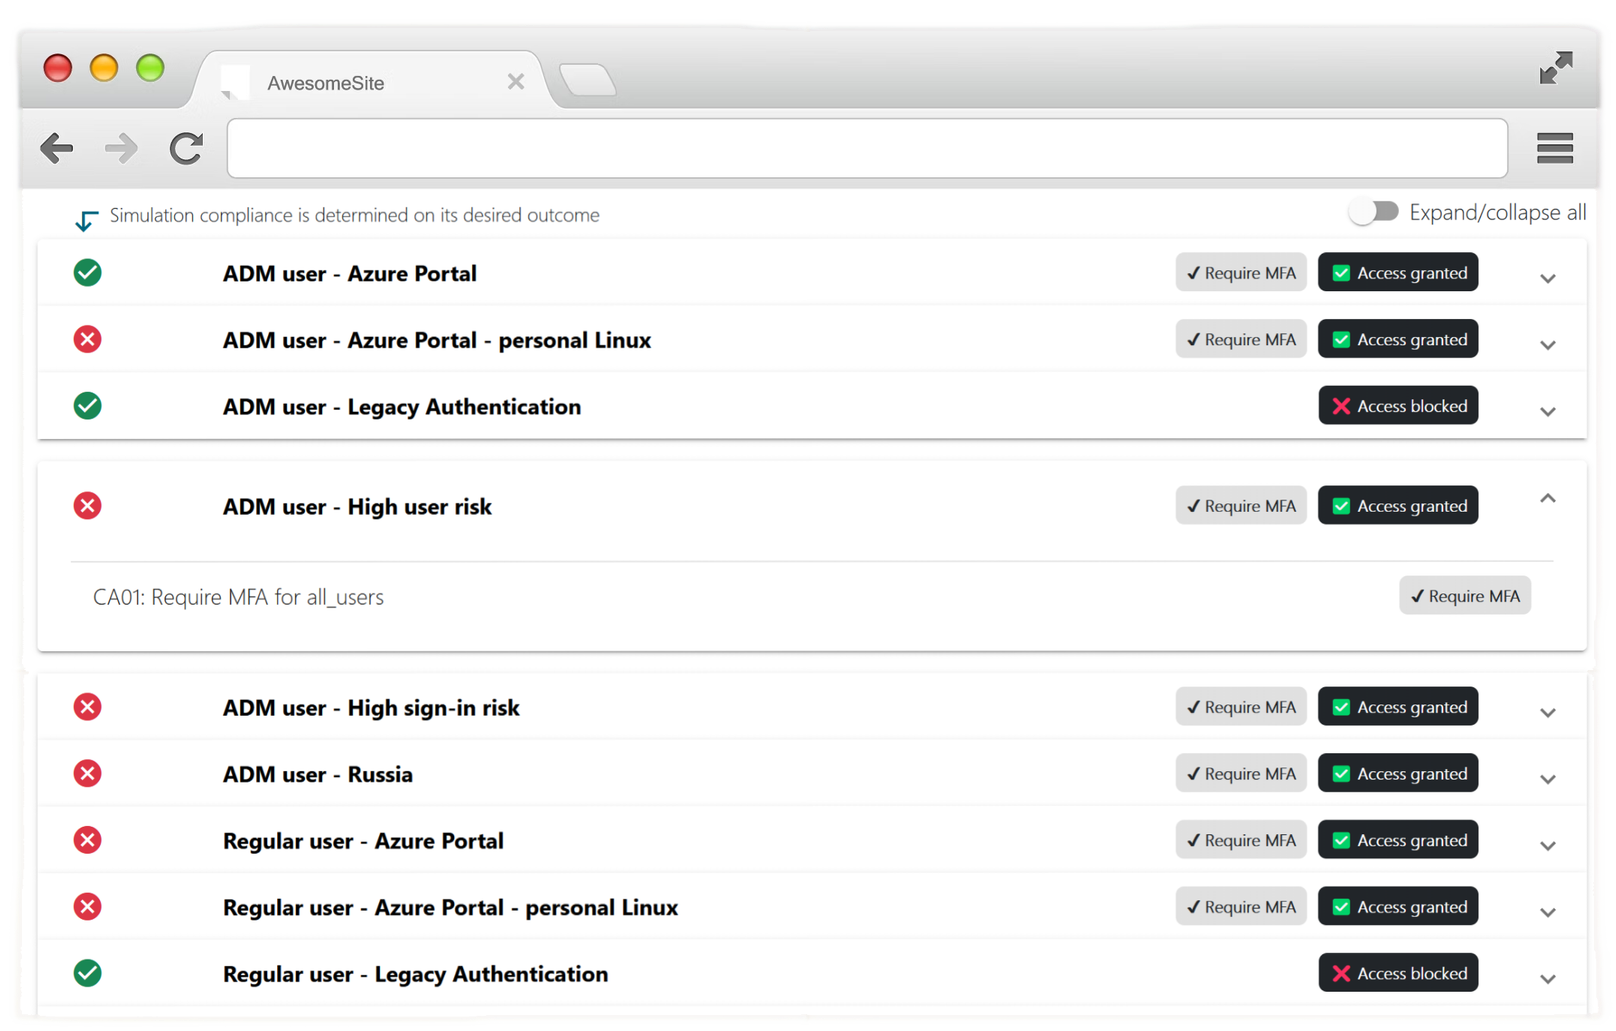 AwesomeSite
Simulation compliance is determined on its desired outcome
Expand/collapse all
ADM user - Azure Portal
Require MFA
Access granted
ADM user - Azure Portal - personal Linux
Require MFA
Access granted
ADM user - Legacy Authentication
Access blocked
ADM user - High user risk
Require MFA
Access granted
CA01: Require MFA for all_users
Require MFA
ADM user - High sign-in risk
Require MFA
Access granted
ADM user - Russia
Require MFA
Access granted
Regular user - Azure Portal
Require MFA
Access granted
Regular user - Azure Portal - personal Linux
Require MFA
Access granted
Regular user - Legacy Authentication
Access blocked